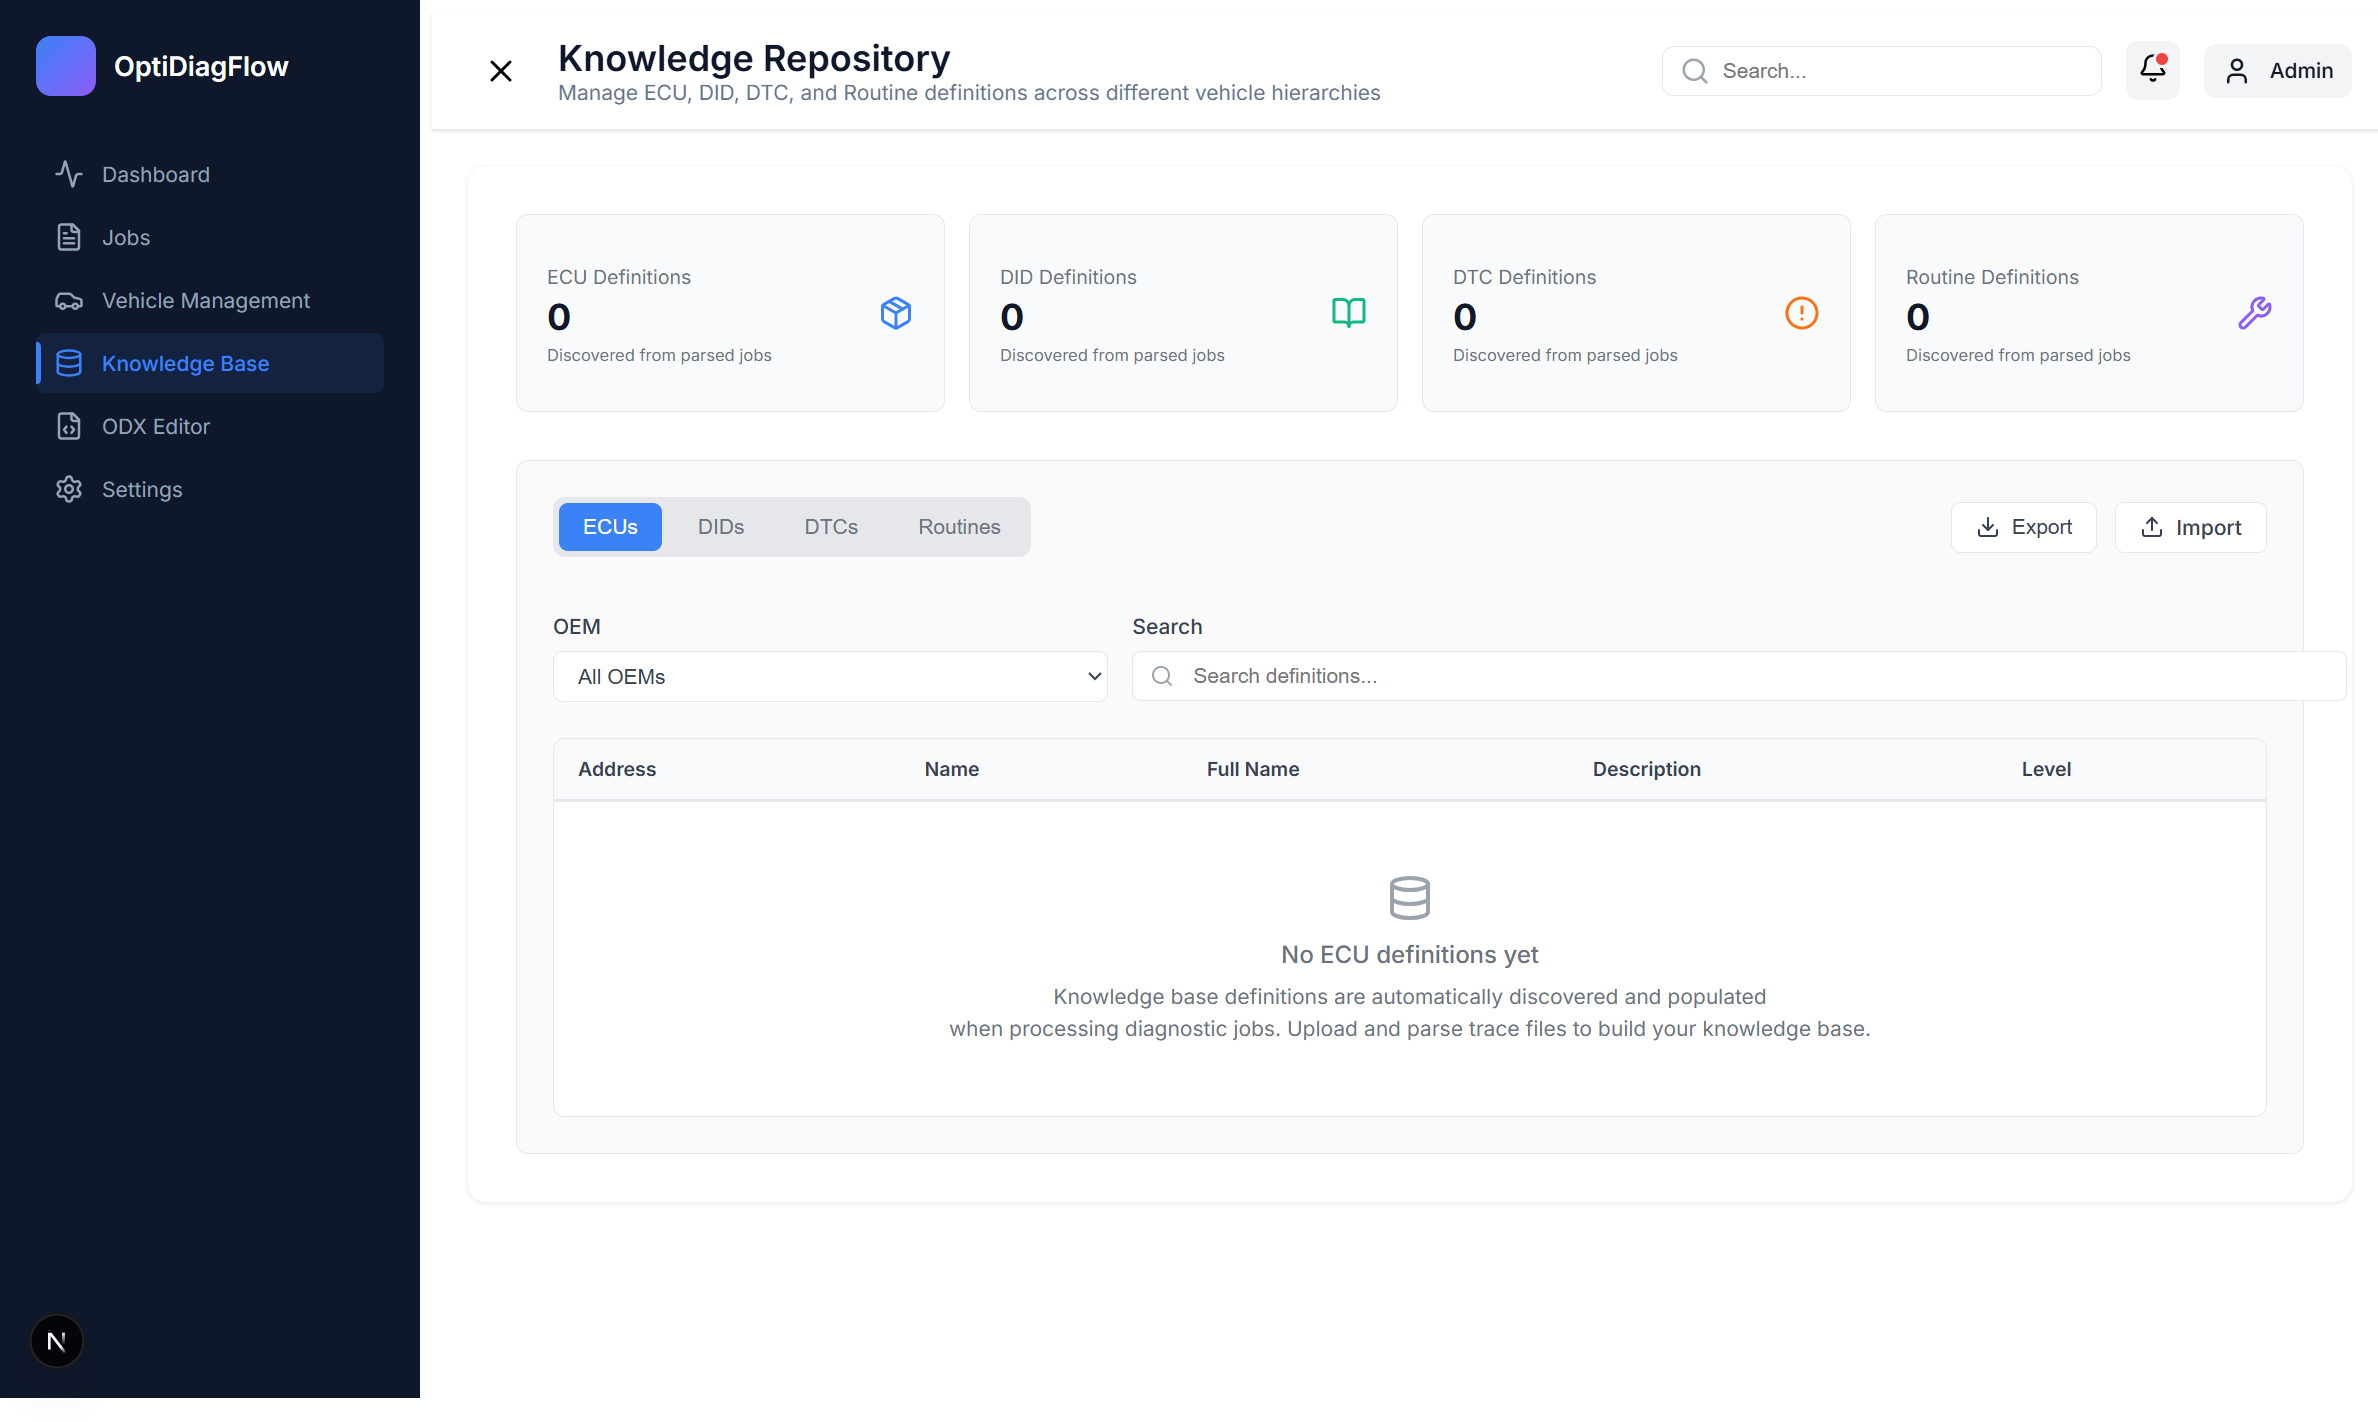 OptiDiagFlow
Dashboard
Jobs
Vehicle Management
Knowledge Base
ODX Editor
Settings
N
Knowledge Repository
Manage ECU, DID, DTC, and Routine definitions across different vehicle hierarchies
Search...
Admin
ECU Definitions
0
Discovered from parsed jobs
DID Definitions
0
Discovered from parsed jobs
DTC Definitions
0
Discovered from parsed jobs
Routine Definitions
0
Discovered from parsed jobs
ECUs DIDs DTCs Routines
Export Import
OEM Search
All OEMs Search definitions...
Address Name Full Name Description Level
No ECU definitions yet
Knowledge base definitions are automatically discovered and populated
when processing diagnostic jobs. Upload and parse trace files to build your knowledge base.